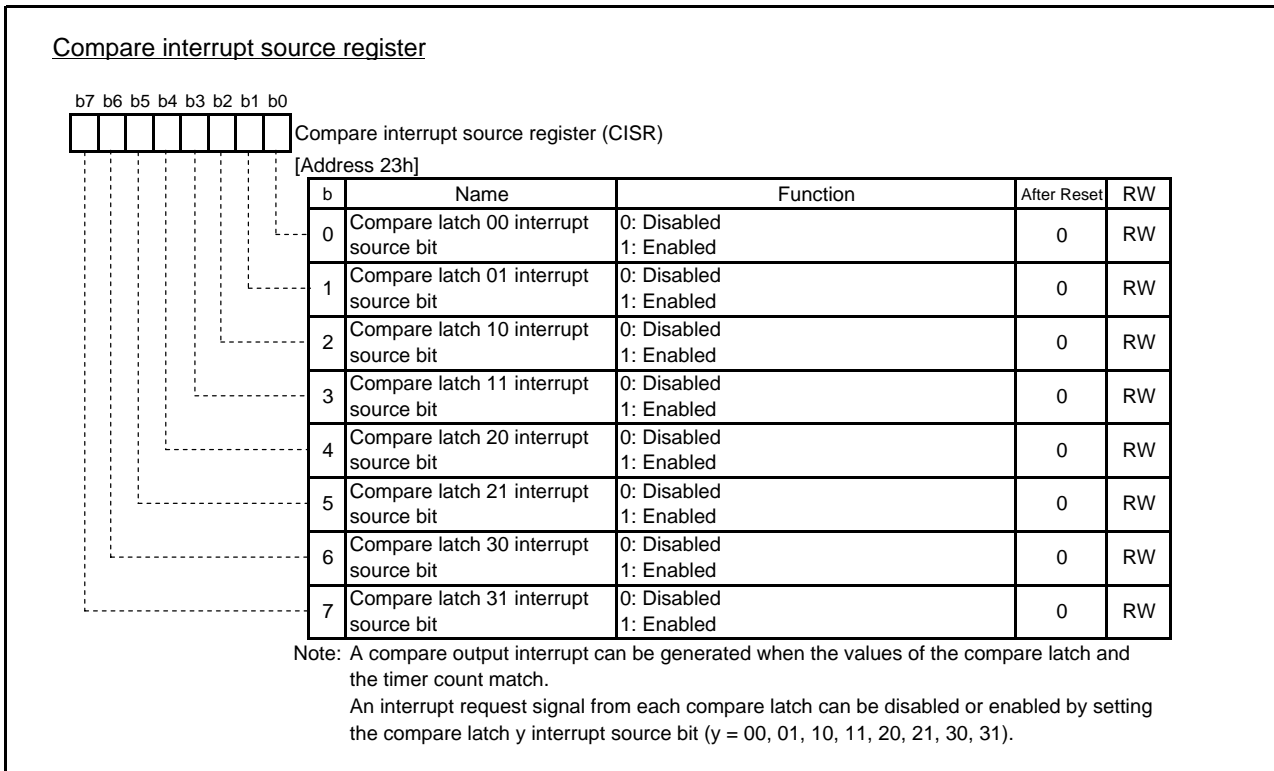 Compare interrupt source register
b7 b6 b5 b4 b3 b2 b1 b0
Compare interrupt source register (CISR)
[Address 23h]
b Name Function After Reset RW
0 Compare latch 00 interrupt source bit 0: Disabled 1: Enabled 0 RW
1 Compare latch 01 interrupt source bit 0: Disabled 1: Enabled 0 RW
2 Compare latch 10 interrupt source bit 0: Disabled 1: Enabled 0 RW
3 Compare latch 11 interrupt source bit 0: Disabled 1: Enabled 0 RW
4 Compare latch 20 interrupt source bit 0: Disabled 1: Enabled 0 RW
5 Compare latch 21 interrupt source bit 0: Disabled 1: Enabled 0 RW
6 Compare latch 30 interrupt source bit 0: Disabled 1: Enabled 0 RW
7 Compare latch 31 interrupt source bit 0: Disabled 1: Enabled 0 RW
Note: A compare output interrupt can be generated when the values of the compare latch and
the timer count match.
An interrupt request signal from each compare latch can be disabled or enabled by setting
the compare latch y interrupt source bit (y = 00, 01, 10, 11, 20, 21, 30, 31).